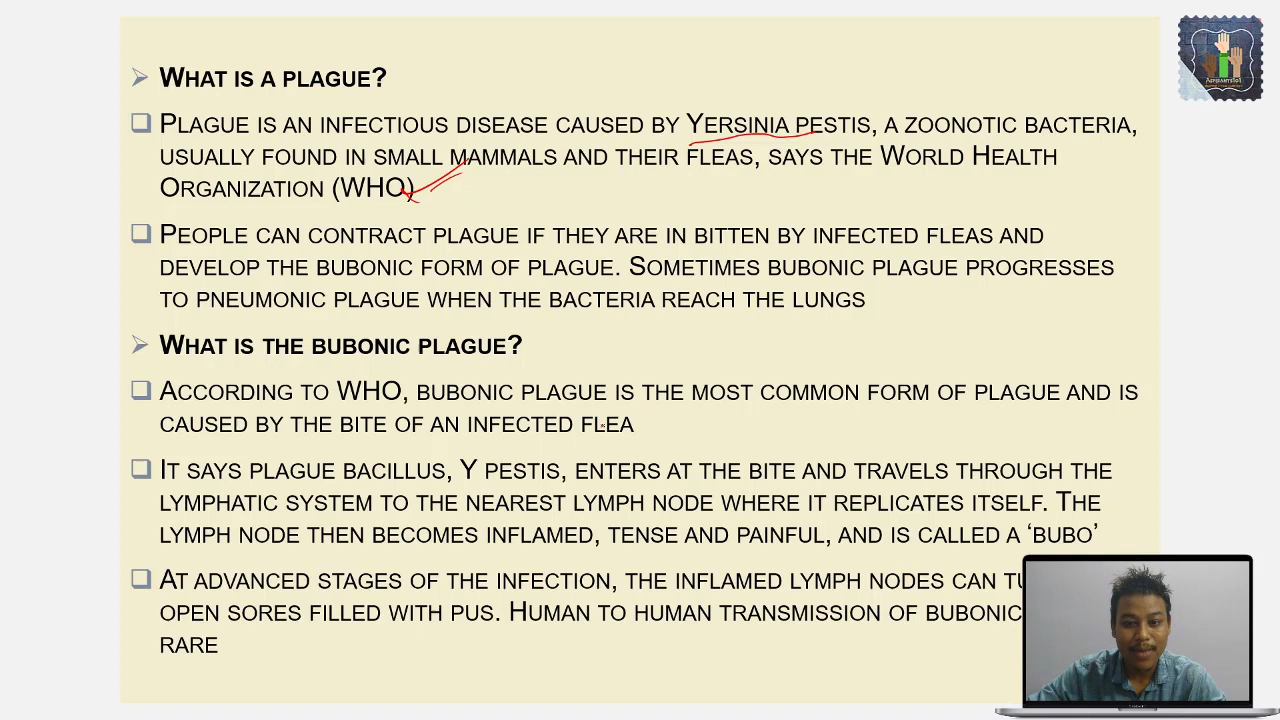 What is a plague?
Plague is an infectious disease caused by Yersinia pestis, a zoonotic bacteria,
usually found in small mammals and their fleas, says the World Health
Organization (WHO)
People can contract plague if they are in bitten by infected fleas and
develop the bubonic form of plague. Sometimes bubonic plague progresses
to pneumonic plague when the bacteria reach the lungs
What is the bubonic plague?
According to WHO, bubonic plague is the most common form of plague and is
caused by the bite of an infected flea
It says plague bacillus, Y pestis, enters at the bite and travels through the
lymphatic system to the nearest lymph node where it replicates itself. The
lymph node then becomes inflamed, tense and painful, and is called a ‘bubo’
At advanced stages of the infection, the inflamed lymph nodes can
open sores filled with pus. Human to human transmission of bubonic
rare